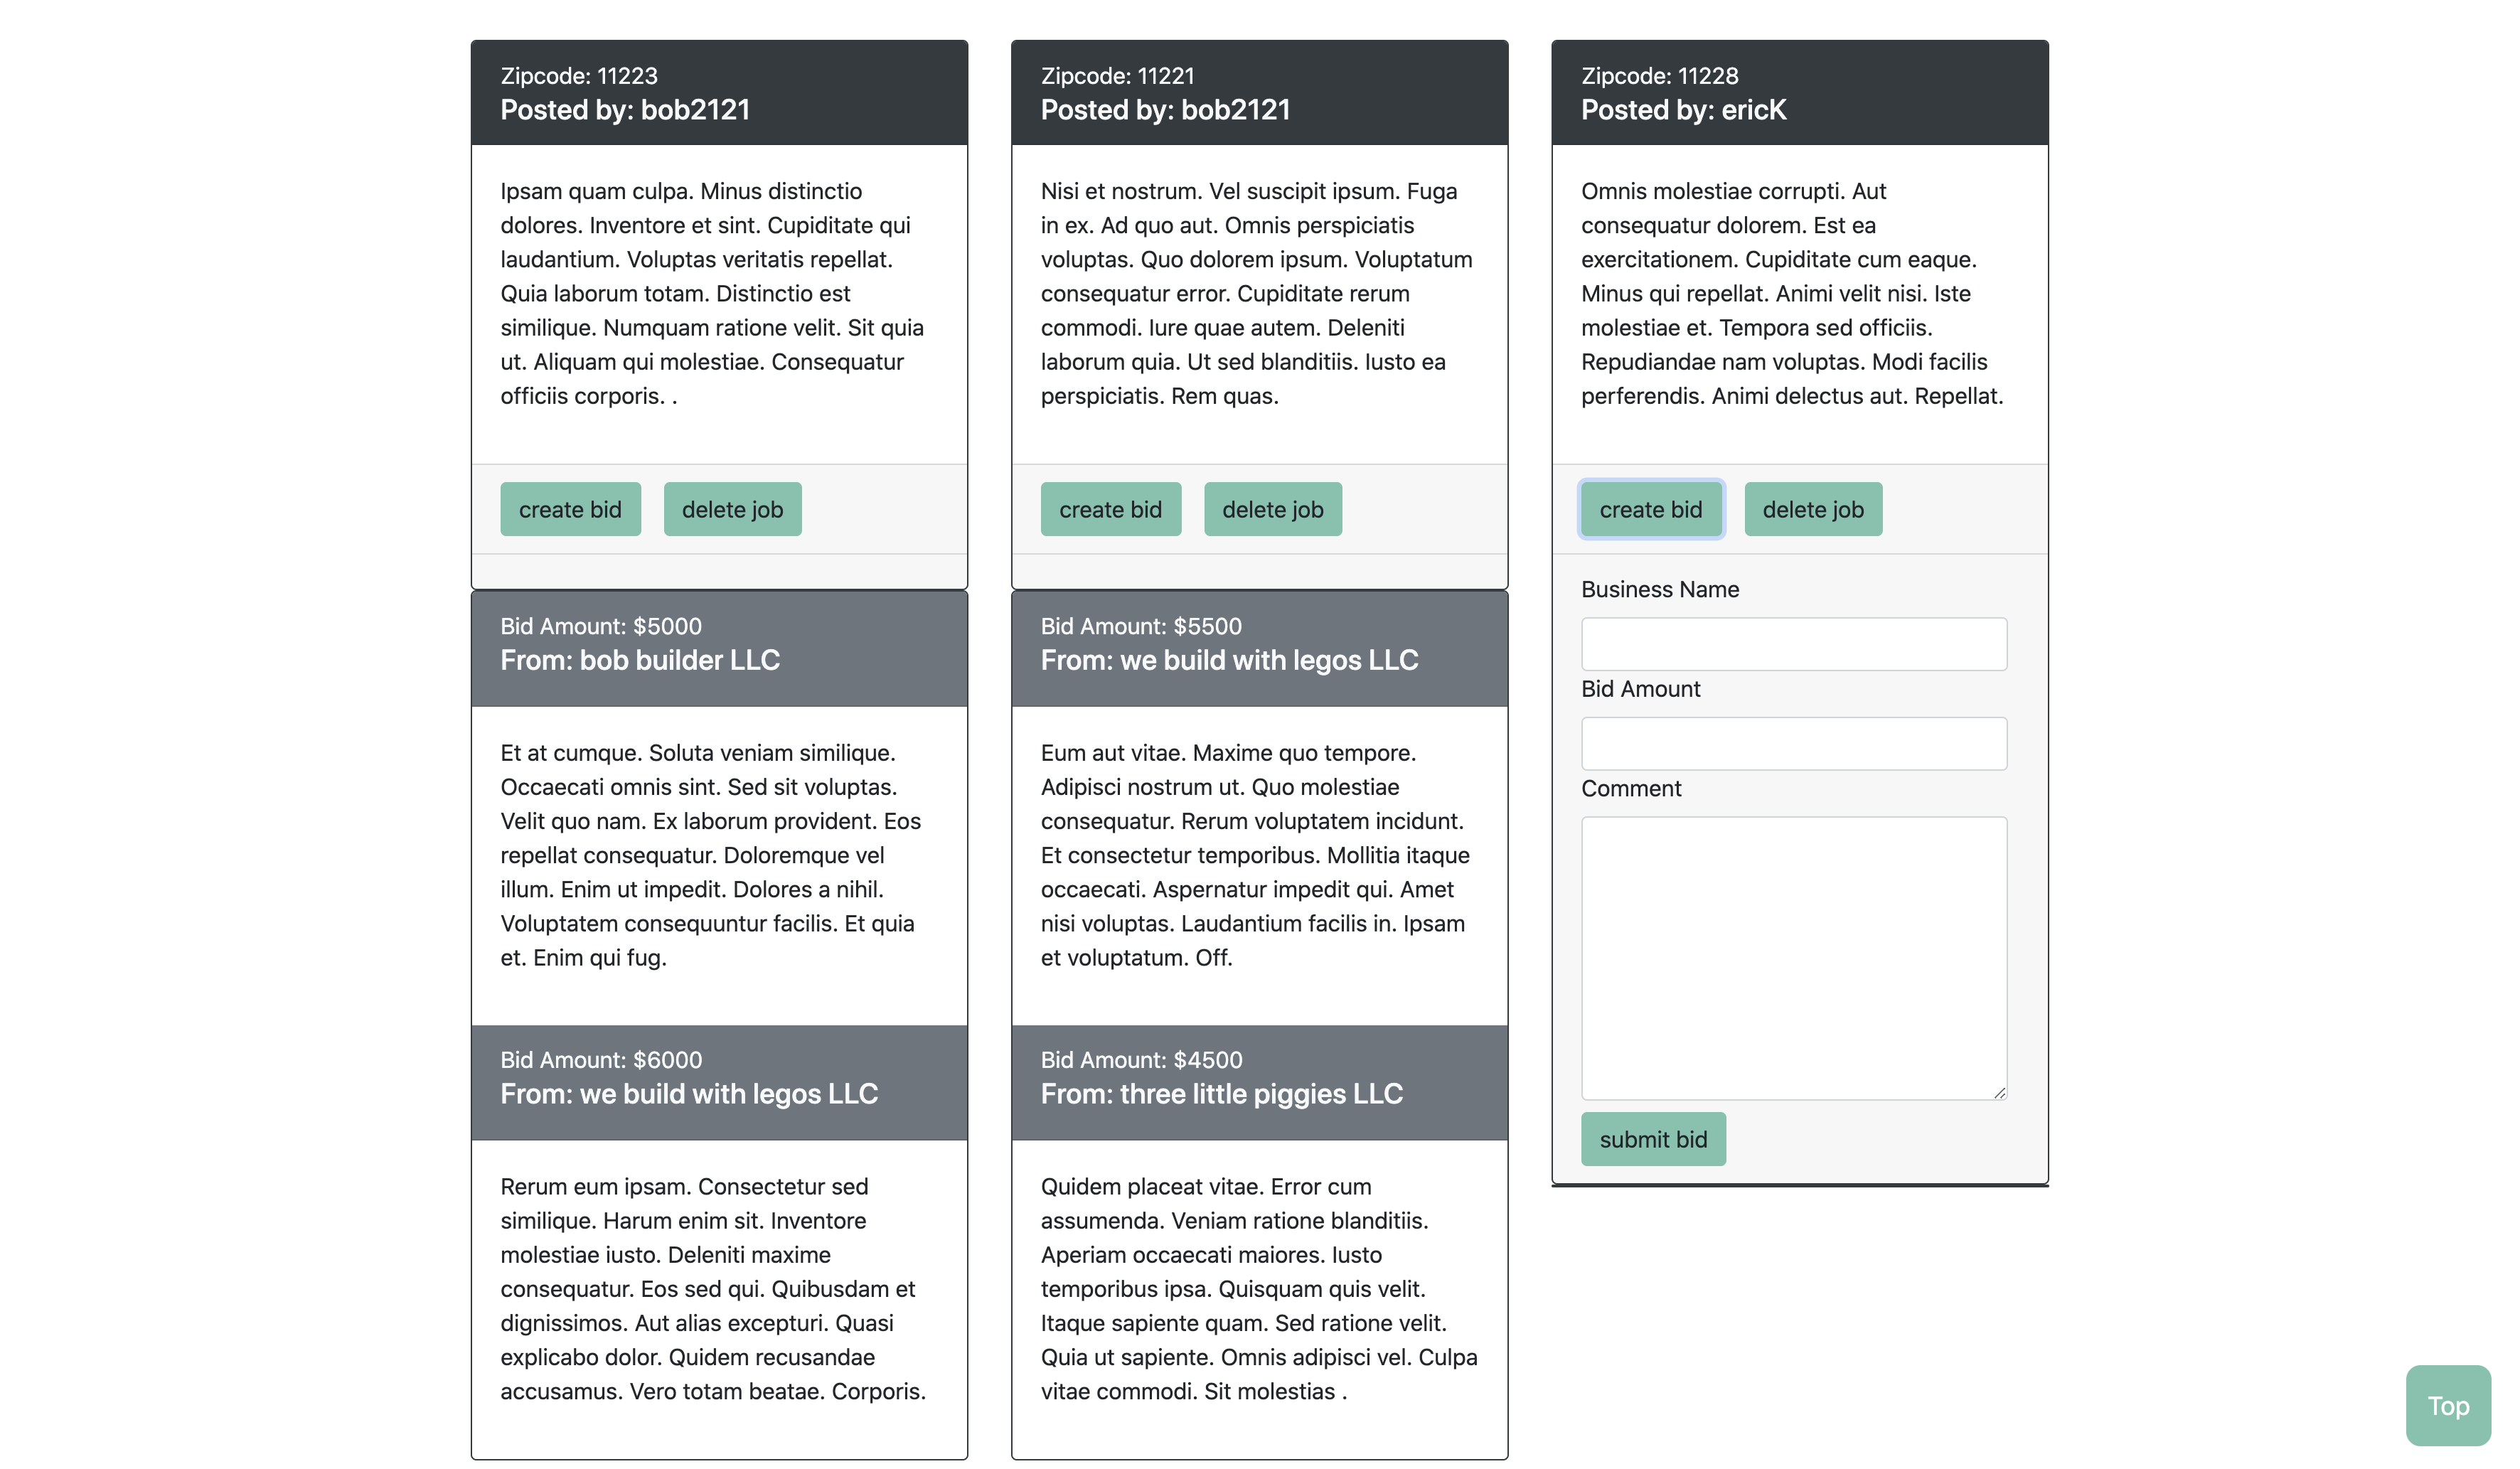 Zipcode: 11223
Posted by: bob2121
Ipsam quam culpa. Minus distinctio
dolores. Inventore et sint. Cupiditate qui
laudantium. Voluptas veritatis repellat.
Quia laborum totam. Distinctio est
similique. Numquam ratione velit. Sit quia
ut. Aliquam qui molestiae. Consequatur
officiis corporis. .
create bid
delete job
Bid Amount: $5000
From: bob builder LLC
Et at cumque. Soluta veniam similique.
Occaecati omnis sint. Sed sit voluptas.
Velit quo nam. Ex laborum provident. Eos
repellat consequatur. Doloremque vel
illum. Enim ut impedit. Dolores a nihil.
Voluptatem consequuntur facilis. Et quia
et. Enim qui fug.
Bid Amount: $6000
From: we build with legos LLC
Rerum eum ipsam. Consectetur sed
similique. Harum enim sit. Inventore
molestiae iusto. Deleniti maxime
consequatur. Eos sed qui. Quibusdam et
dignissimos. Aut alias excepturi. Quasi
explicabo dolor. Quidem recusandae
accusamus. Vero totam beatae. Corporis.
Zipcode: 11221
Posted by: bob2121
Nisi et nostrum. Vel suscipit ipsum. Fuga
in ex. Ad quo aut. Omnis perspiciatis
voluptas. Quo dolorem ipsum. Voluptatum
consequatur error. Cupiditate rerum
commodi. Iure quae autem. Deleniti
laborum quia. Ut sed blanditiis. Iusto ea
perspiciatis. Rem quas.
create bid
delete job
Bid Amount: $5500
From: we build with legos LLC
Eum aut vitae. Maxime quo tempore.
Adipisci nostrum ut. Quo molestiae
consequatur. Rerum voluptatem incidunt.
Et consectetur temporibus. Mollitia itaque
occaecati. Aspernatur impedit qui. Amet
nisi voluptas. Laudantium facilis in. Ipsam
et voluptatum. Off.
Bid Amount: $4500
From: three little piggies LLC
Quidem placeat vitae. Error cum
assumenda. Veniam ratione blanditiis.
Aperiam occaecati maiores. Iusto
temporibus ipsa. Quisquam quis velit.
Itaque sapiente quam. Sed ratione velit.
Quia ut sapiente. Omnis adipisci vel. Culpa
vitae commodi. Sit molestias .
Zipcode: 11228
Posted by: ericK
Omnis molestiae corrupti. Aut
consequatur dolorem. Est ea
exercitationem. Cupiditate cum eaque.
Minus qui repellat. Animi velit nisi. Iste
molestiae et. Tempora sed officiis.
Repudiandae nam voluptas. Modi facilis
perferendis. Animi delectus aut. Repellat.
create bid
delete job
Business Name
Bid Amount
Comment
submit bid
Top